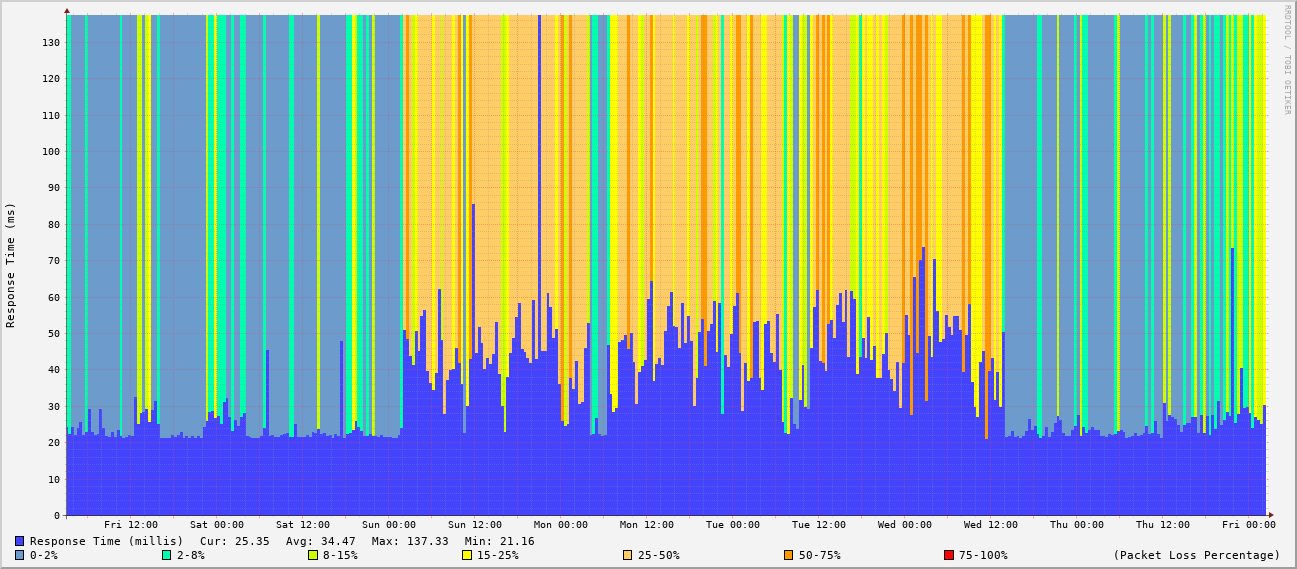 RRDTOOL / TOBI OETIKER
Response Time (ms)
130
120
110
100
90
80
70
60
50
40
30
20
10
0
Fri 12:00 Sat 00:00 Sat 12:00 Sun 00:00 Sun 12:00 Mon 00:00 Mon 12:00 Tue 00:00 Tue 12:00 Wed 00:00 Wed 12:00 Thu 00:00 Thu 12:00 Fri 00:00
Response Time (millis) Cur: 25.35 Avg: 34.47 Max: 137.33 Min: 21.16
0-2% 2-8% 8-15% 15-25% 25-50% 50-75% 75-100% (Packet Loss Percentage)